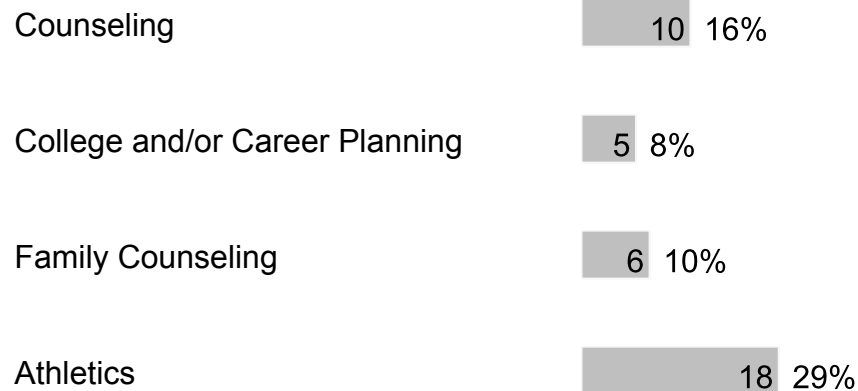 Counseling 10 16%
College and/or Career Planning 5 8%
Family Counseling 6 10%
Athletics 18 29%